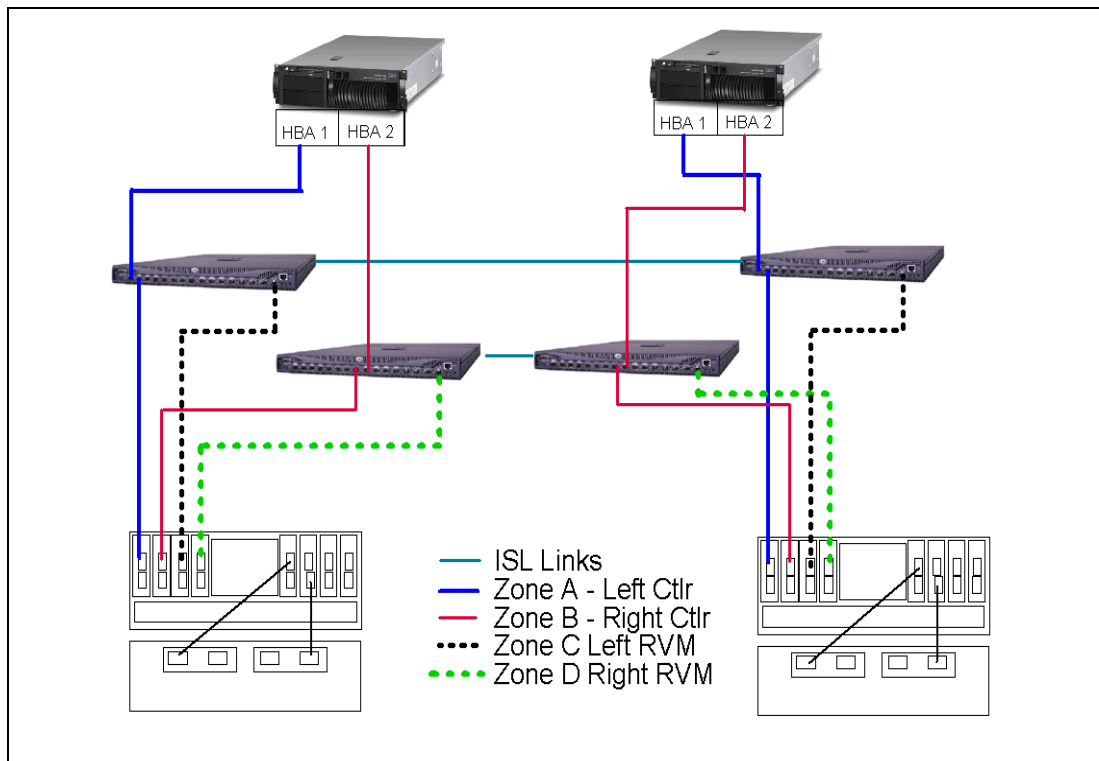 HBA 1 HBA 2
HBA 1 HBA 2
ISL Links
Zone A - Left Ctlr
Zone B - Right Ctlr
Zone C Left RVM
Zone D Right RVM